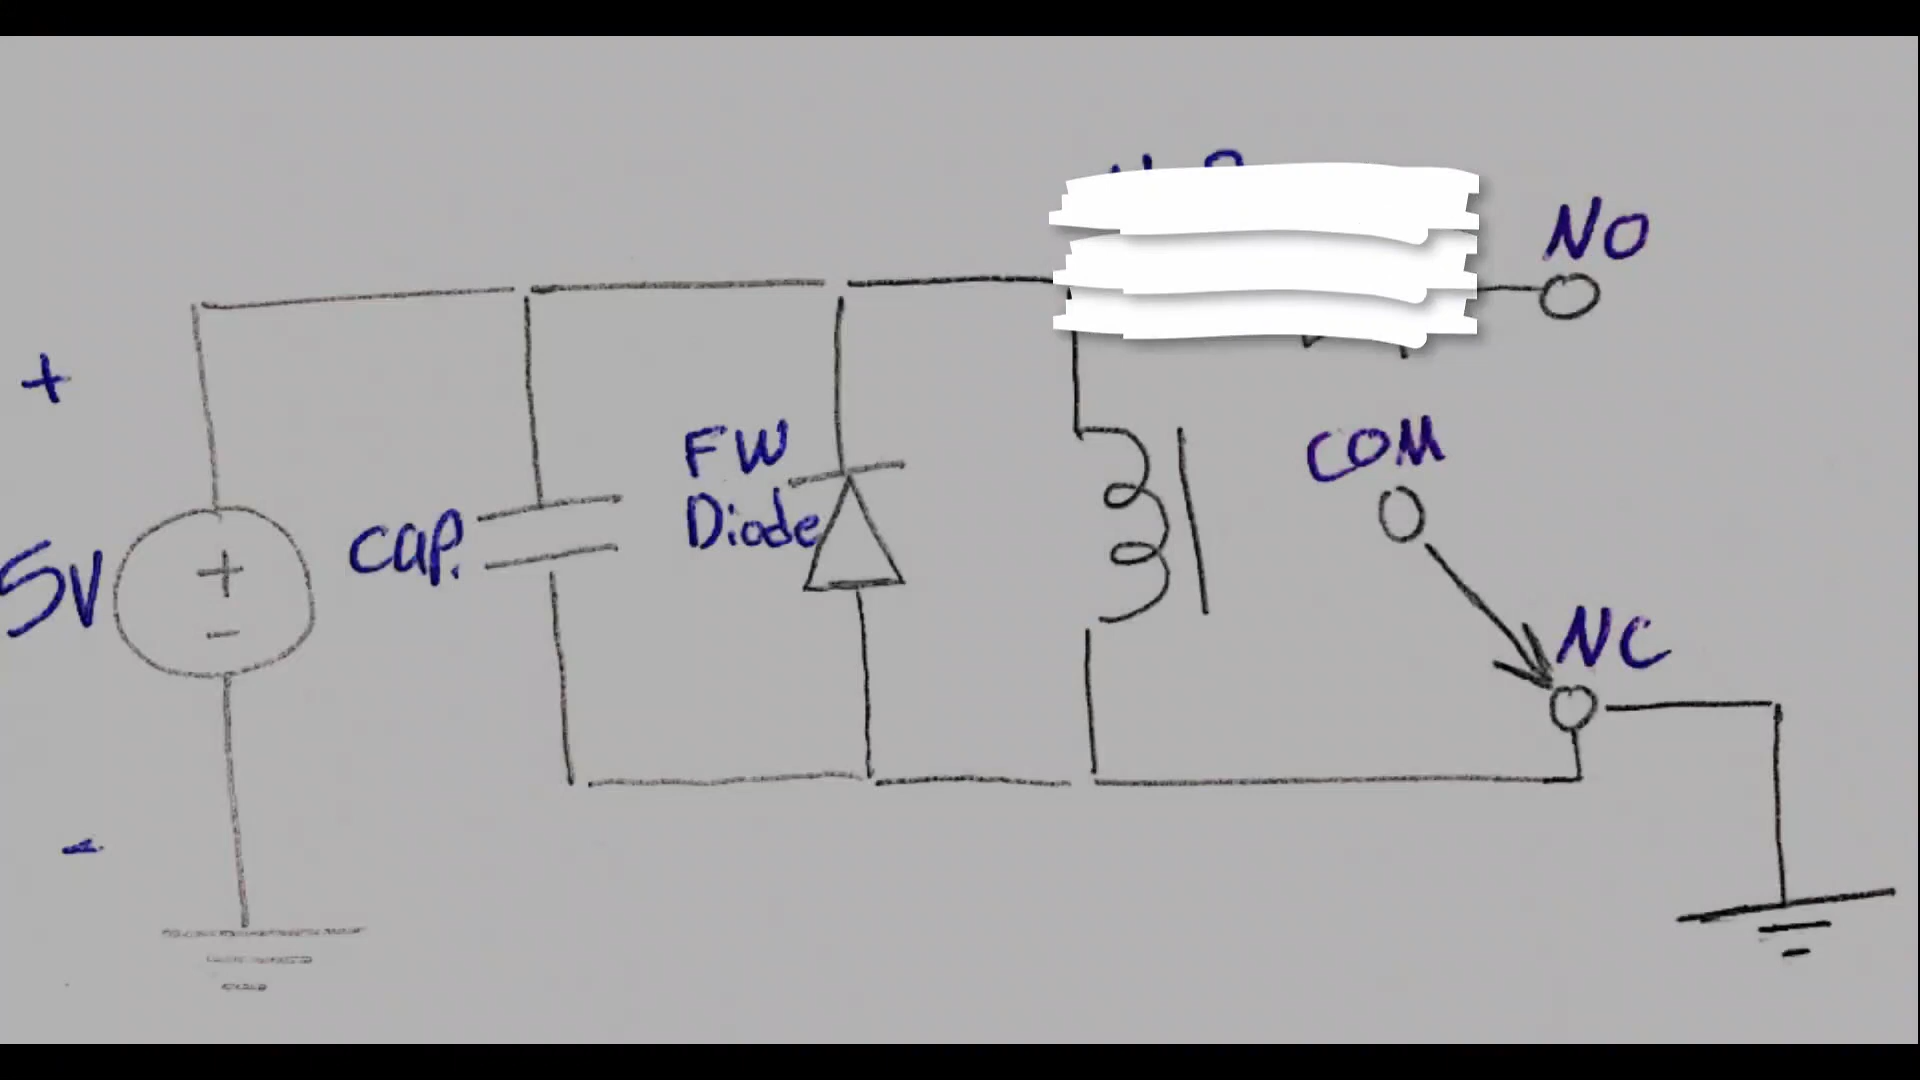 NO
+
COM
FW
Diode
5V
+
-
cap.
NC
-